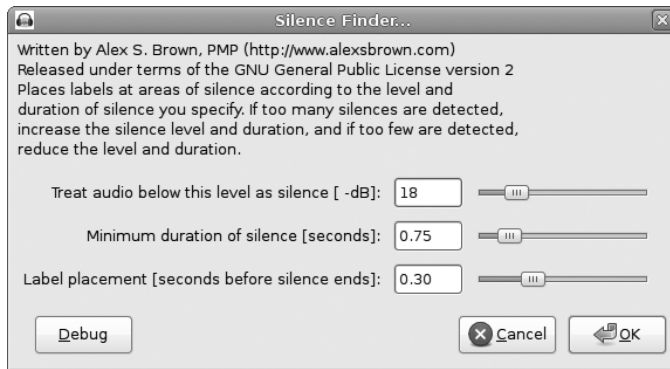 Silence Finder...
Written by Alex S. Brown, PMP (http://www.alexsbrown.com)
Released under terms of the GNU General Public License version 2
Places labels at areas of silence according to the level and
duration of silence you specify. If too many silences are detected,
increase the silence level and duration, and if too few are detected,
reduce the level and duration.
Treat audio below this level as silence [ -dB]: 18
Minimum duration of silence [seconds]: 0.75
Label placement [seconds before silence ends]: 0.30
Debug Cancel OK